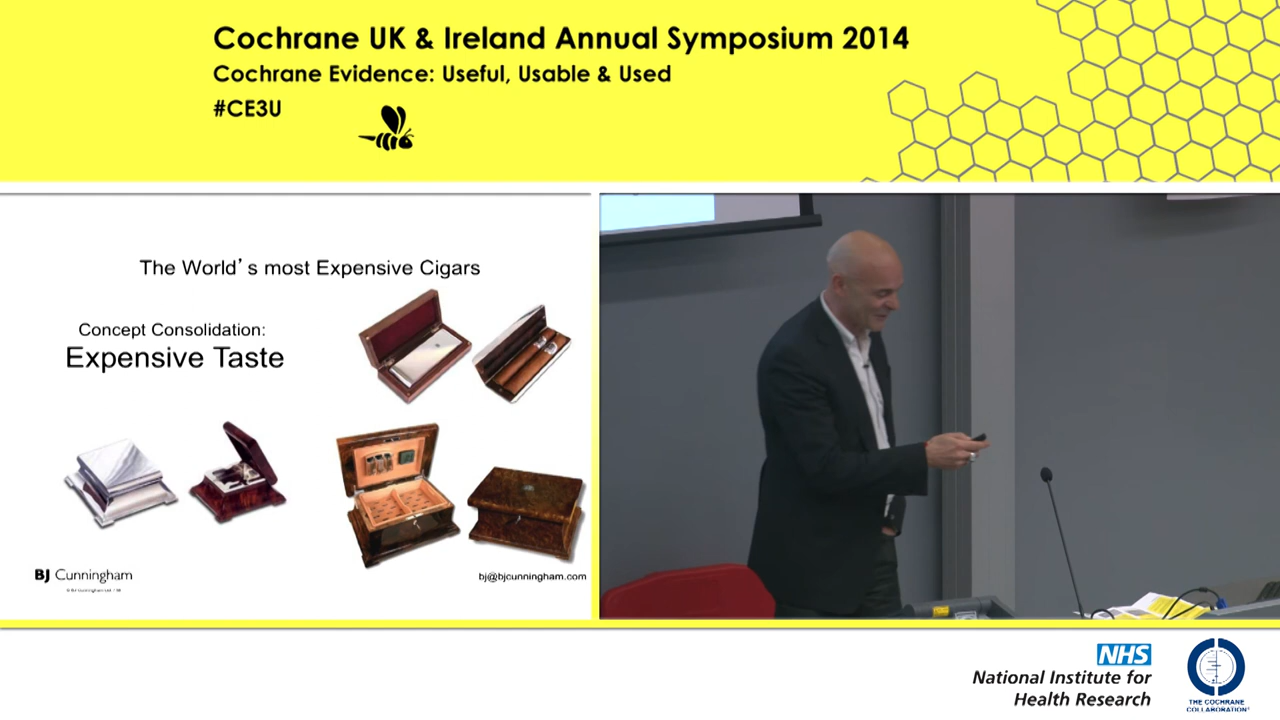 Cochrane UK & Ireland Annual Symposium 2014
Cochrane Evidence: Useful, Usable & Used
#CE3U
The World's most Expensive Cigars
Concept Consolidation:
Expensive Taste
BJ Cunningham
bj@bjcunningham.com
NHS
National Institute for
Health Research
THE COCHRANE
COLLABORATION®